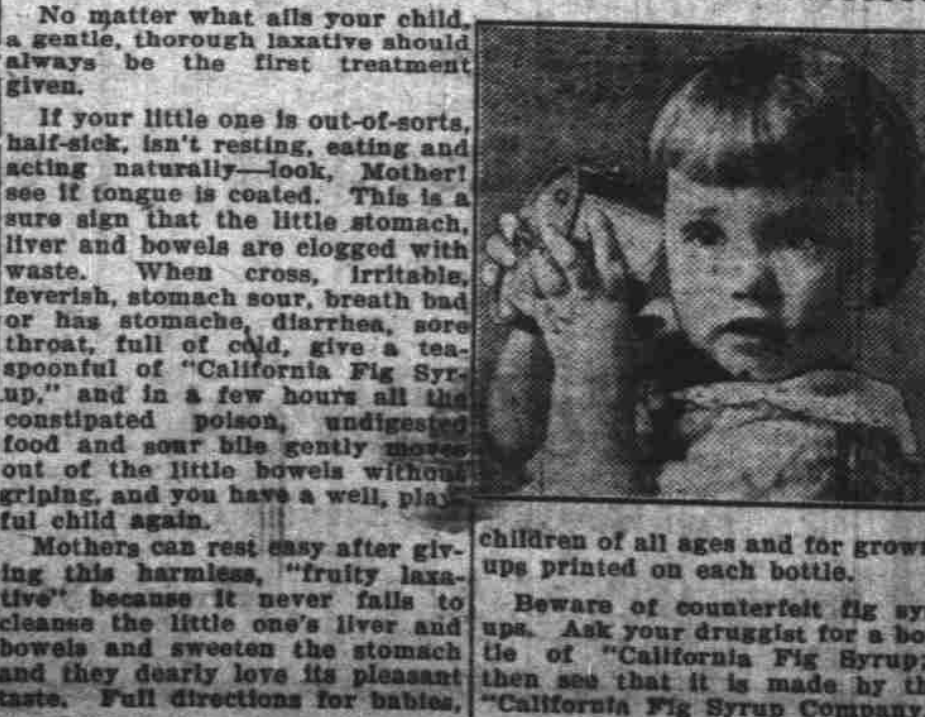 No matter what ails your child,
a gentle, thorough laxative should
always be the first treatment
given.
If your little one is out-of-sorts,
half-sick, isn't resting, eating and
acting naturally—look, Mother!
see if tongue is coated. This is a
sure sign that the little stomach,
liver and bowels are clogged with
waste. When cross, irritable,
feverish, stomach sour, breath bad
or has stomache, diarrhea, sore
throat, full of cold, give a tea-
spoonful of "California Fig Syr-
up," and in a few hours all the
constipated poison, undigested
food and sour bile gently moves
out of the little bowels without
griping, and you have a well, play-
ful child again.
Mothers can rest easy after giv-
ing this harmless, "fruity laxa-
tive" because it never fails to
cleanse the little one's liver and
bowels and sweeten the stomach
and they dearly love its pleasant
taste. Full directions for babies,
children of all ages and for grown
ups printed on each bottle.
Beware of counterfeit fig sy
ups. Ask your druggist for a bo
tle of "California Fig Syrup;
then see that it is made by th
"California Fig Syrup Company.